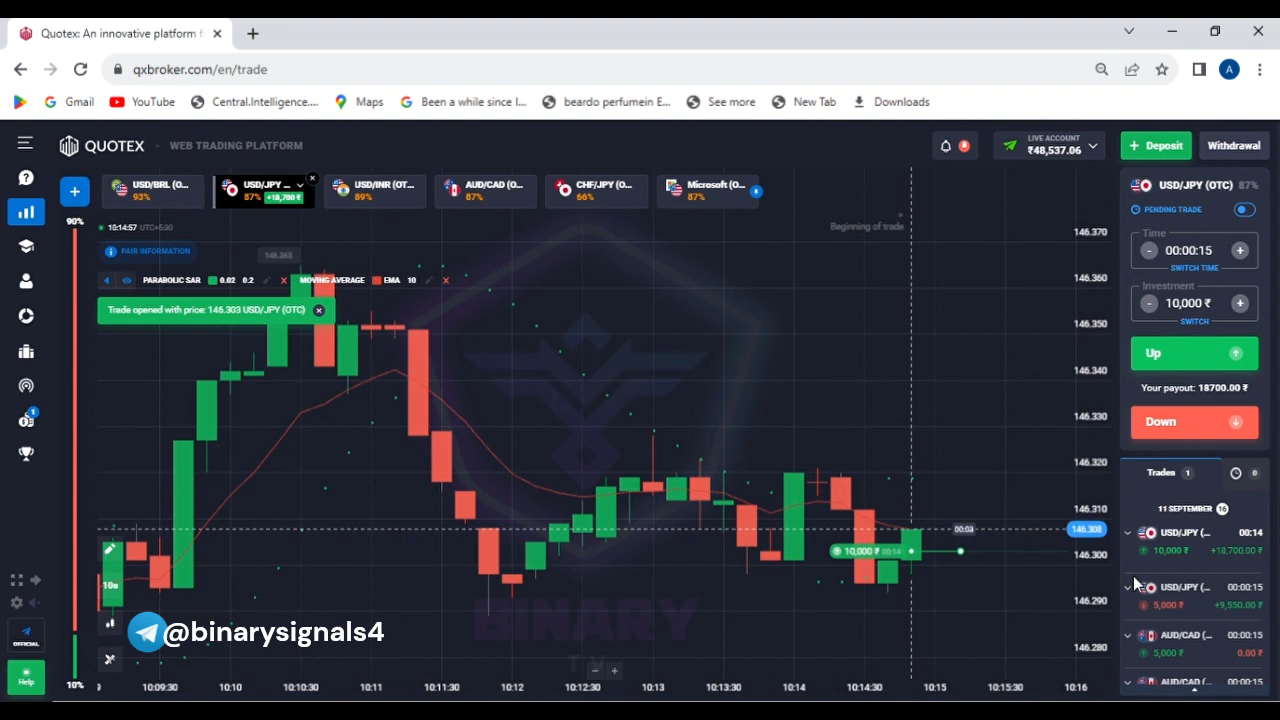 Quotex: An innovative platform f
qxbroker.com/en/trade
A
Gmail
YouTube
Central.Intelligence....
Maps
Been a while since I...
beardo perfumein E...
See more
New Tab
Downloads
QUOTEX
WEB TRADING PLATFORM
LIVE ACCOUNT
₹48,537.06
+ Deposit
Withdrawal
USD/BRL (O...
93%
USD/JPY ...
87% +18,700 ₹
USD/INR (OT...
89%
AUD/CAD (O...
87%
CHF/JPY (O...
66%
Microsoft (O...
87%
USD/JPY (OTC) 87%
PENDING TRADE
Time
- 00:00:15 +
SWITCH TIME
Investment
- 10,000 ₹ +
SWITCH
Up
Your payout: 18700.00 ₹
Down
Trades 1
0
11 SEPTEMBER 16
USD/JPY (... 00:14
10,000 ₹ +18,700.00 ₹
USD/JPY (... 00:00:15
5,000 ₹ +9,550.00 ₹
AUD/CAD (... 00:00:15
5,000 ₹ 0.00 ₹
AUD/CAD (... 00:00:15
90%
10:14:57 UTC+5:30
PAIR INFORMATION
146.365
Beginning of trade
PARABOLIC SAR 0.02 0.2
MOVING AVERAGE EMA 10
Trade opened with price: 146.303 USD/JPY (OTC)
146.370
146.360
146.350
146.340
146.330
146.320
146.310
146.308
146.300
146.290
146.280
00:03
10,000 ₹ 00:14
10s
1
OFFICIAL
Help
10%
BINARY
@binarysignals4
10:09:30
10:10
10:10:30
10:11
10:11:30
10:12
10:12:30
10:13
10:13:30
10:14
10:14:30
10:15
10:15:30
10:16